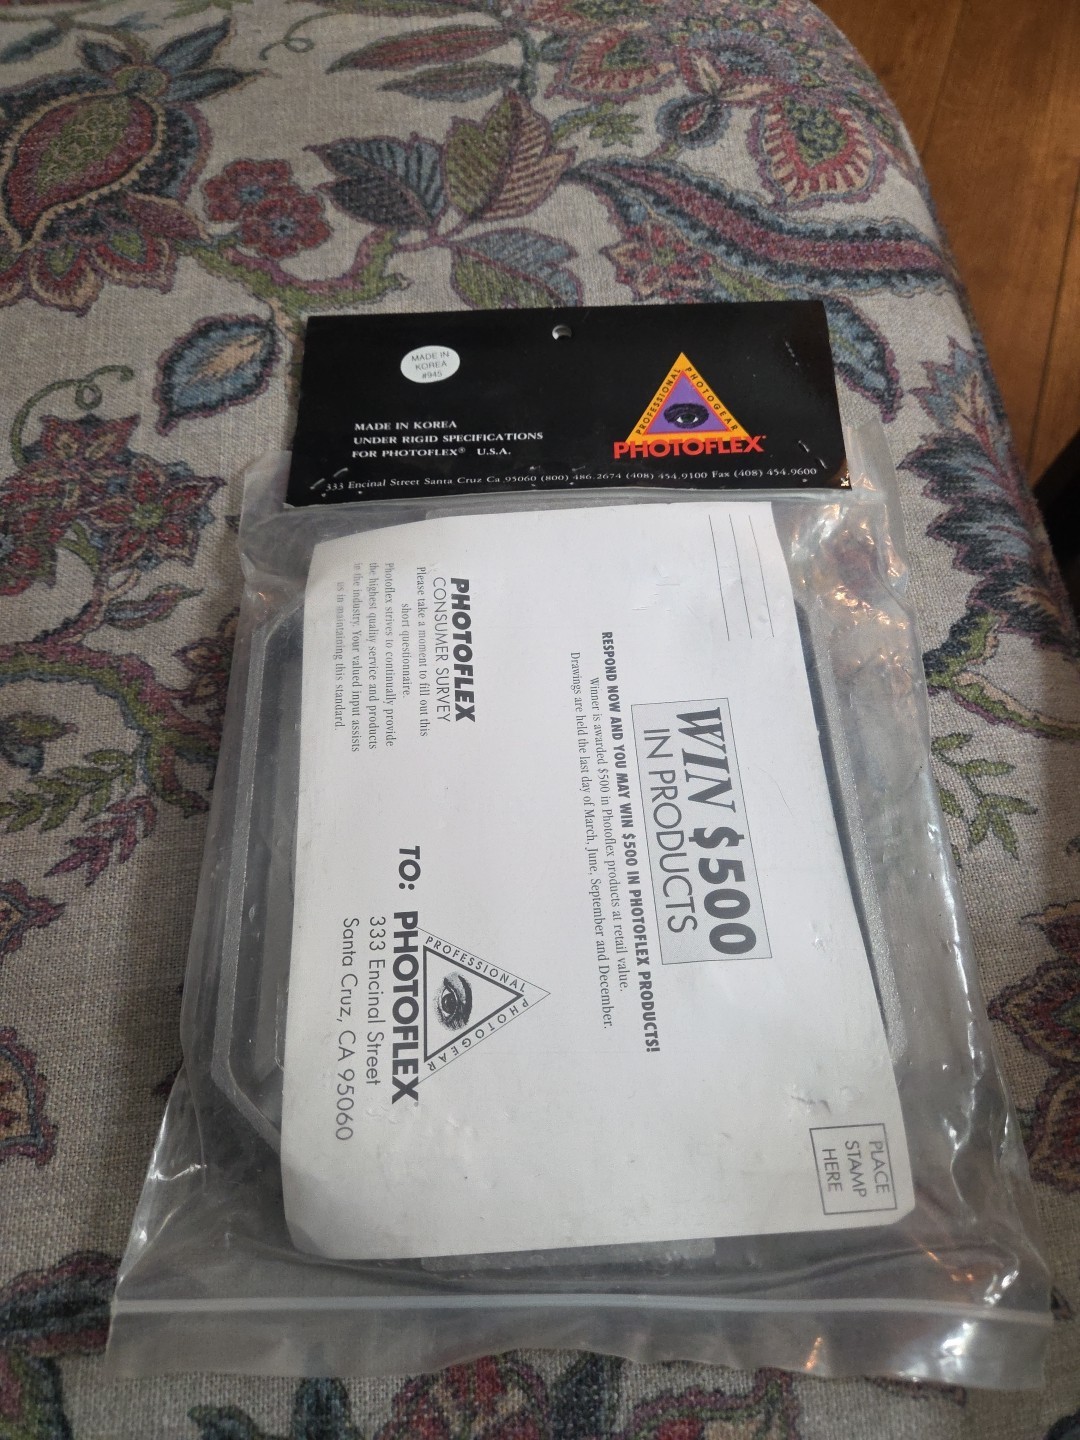 MADE IN
KOREA
#945
MADE IN KOREA
UNDER RIGID SPECIFICATIONS
FOR PHOTOFLEX® U.S.A.
PROFESSIONAL PHOTOGEAR
PHOTOFLEX®
333 Encinal Street Santa Cruz Ca 95060 (800) 486.2674 (408) 454.9100 Fax (408) 454.9600
WIN $500
IN PRODUCTS
RESPOND NOW AND YOU MAY WIN $500 IN PHOTOFLEX PRODUCTS!
Winner is awarded $500 in Photoflex products at retail value.
Drawings are held the last day of March, June, September and December.
PLACE
STAMP
HERE
PHOTOFLEX
CONSUMER SURVEY
Please take a moment to fill out this
short questionnaire.
Photoflex strives to continually provide
the highest quality service and products
in the industry. Your valued input assists
us in maintaining this standard.
PROFESSIONAL PHOTOGEAR
TO: PHOTOFLEX®
333 Encinal Street
Santa Cruz, CA 95060